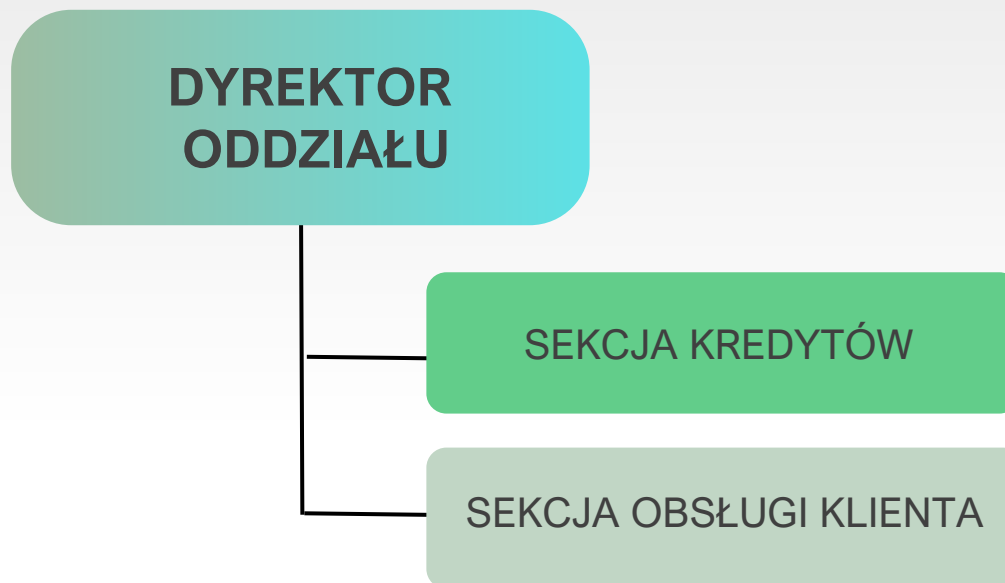 DYREKTOR
ODDZIAŁU
SEKCJA KREDYTÓW
SEKCJA OBSŁUGI KLIENTA